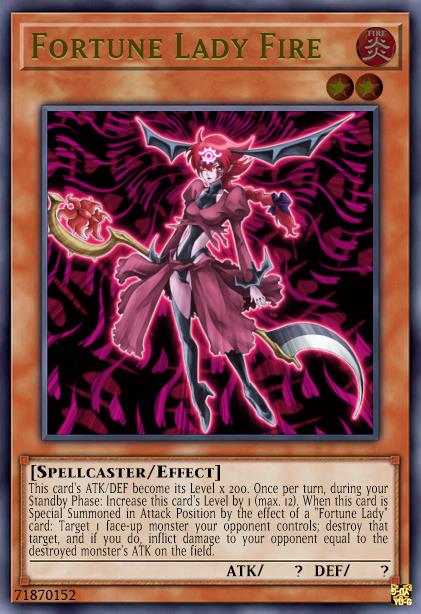 Fortune Lady Fire
FIRE
炎
[Spellcaster/Effect]
This card's ATK/DEF become its Level x 200. Once per turn, during your
Standby Phase: Increase this card's Level by 1 (max. 12). When this card is
Special Summoned in Attack Position by the effect of a "Fortune Lady"
card: Target 1 face-up monster your opponent controls; destroy that
target, and if you do, inflict damage to your opponent equal to the
destroyed monster's ATK on the field.
ATK/ ? DEF/ ?
71870152